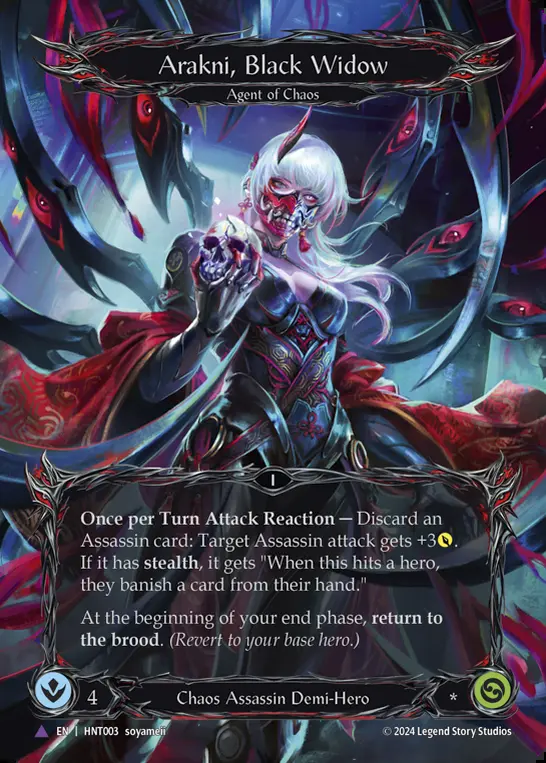 Arakni, Black Widow
Agent of Chaos
I
Once per Turn Attack Reaction — Discard an
Assassin card: Target Assassin attack gets +3.
If it has stealth, it gets "When this hits a hero,
they banish a card from their hand."
At the beginning of your end phase, return to
the brood. (Revert to your base hero.)
4
Chaos Assassin Demi-Hero
*
EN | HNT003 soyameii
© 2024 Legend Story Studios